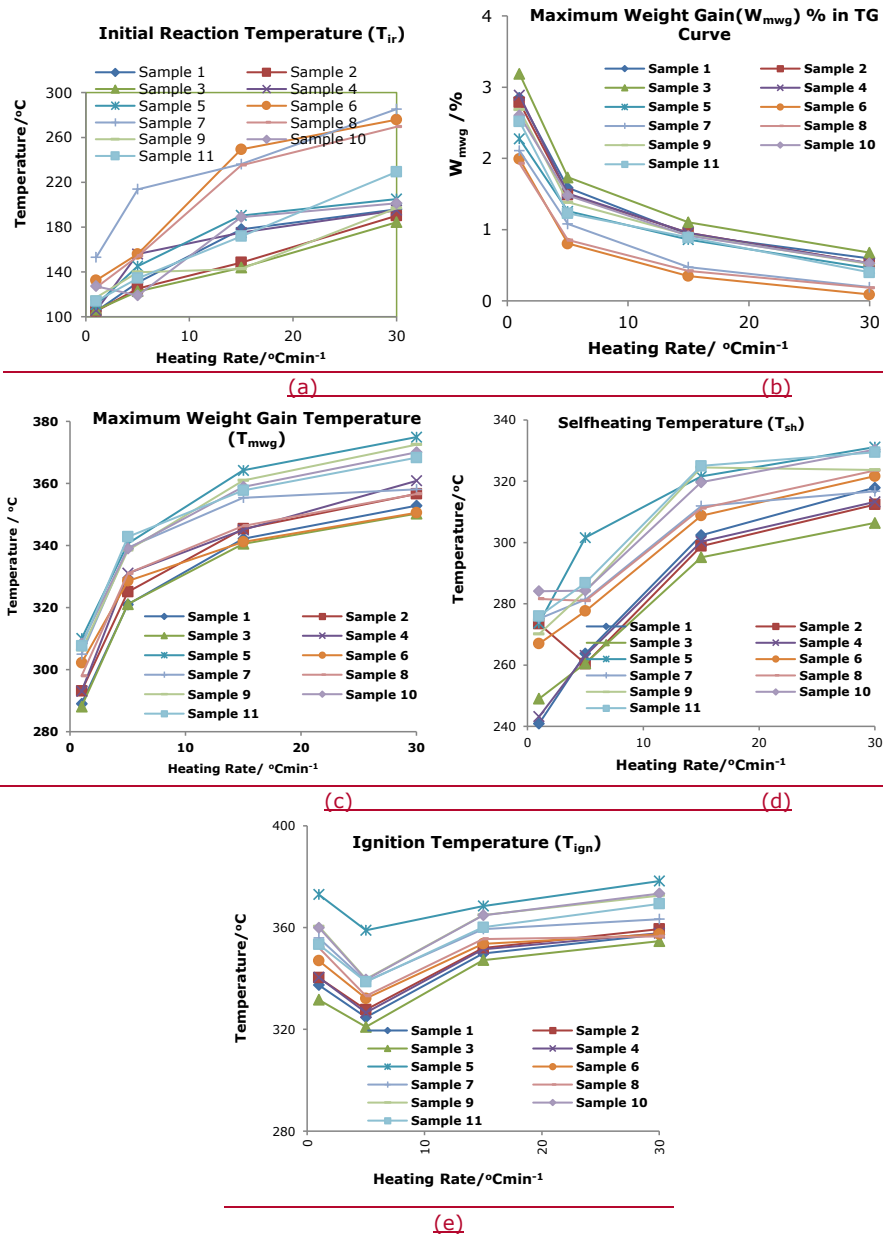 Initial Reaction Temperature (Tir)
Sample 1 Sample 2
Sample 3 Sample 4
Sample 5 Sample 6
Sample 7 Sample 8
Sample 9 Sample 10
Sample 11
Temperature/ºC
300
260
220
180
140
100
0 10 20 30
Heating Rate/ºCmin-1
(a)
Maximum Weight Gain(Wmwg) % in TG
Curve
Sample 1 Sample 2
Sample 3 Sample 4
Sample 5 Sample 6
Sample 7 Sample 8
Sample 9 Sample 10
Sample 11
Wmwg /%
4
3
2
1
0
0 10 20 30
Heating Rate/ ºCmin-1
(b)
Maximum Weight Gain Temperature
(Tmwg)
Temperature / ºC
380
360
340
320
300
280
Sample 1 Sample 2
Sample 3 Sample 4
Sample 5 Sample 6
Sample 7 Sample 8
Sample 9 Sample 10
Sample 11
0 10 20 30
Heating Rate/ ºCmin-1
(c)
Selfheating Temperature (Tsh)
Temperature/ºC
340
320
300
280
260
240
Sample 1 Sample 2
Sample 3 Sample 4
Sample 5 Sample 6
Sample 7 Sample 8
Sample 9 Sample 10
Sample 11
0 10 20 30
Heating Rate/ºCmin-1
(d)
Ignition Temperature (Tign)
Temperature/ºC
400
360
320
280
Sample 1 Sample 2
Sample 3 Sample 4
Sample 5 Sample 6
Sample 7 Sample 8
Sample 9 Sample 10
Sample 11
0 10 20 30
Heating Rate/ºCmin-1
(e)